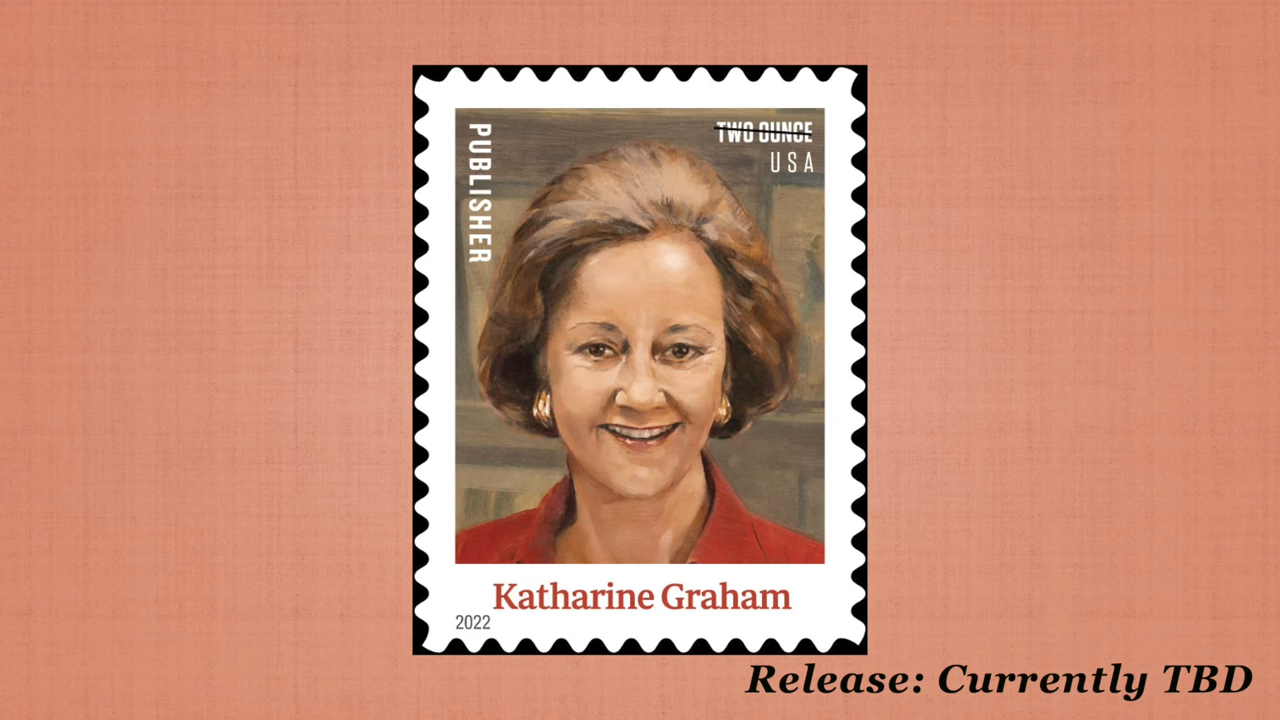 PUBLISHER
TWO OUNCE
USA
Katharine Graham
2022
Release: Currently TBD